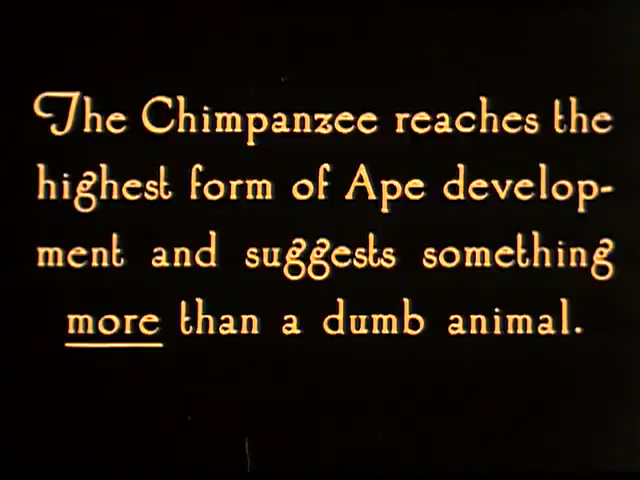 The Chimpanzee reaches the
highest form of Ape develop-
ment and suggests something
more than a dumb animal.